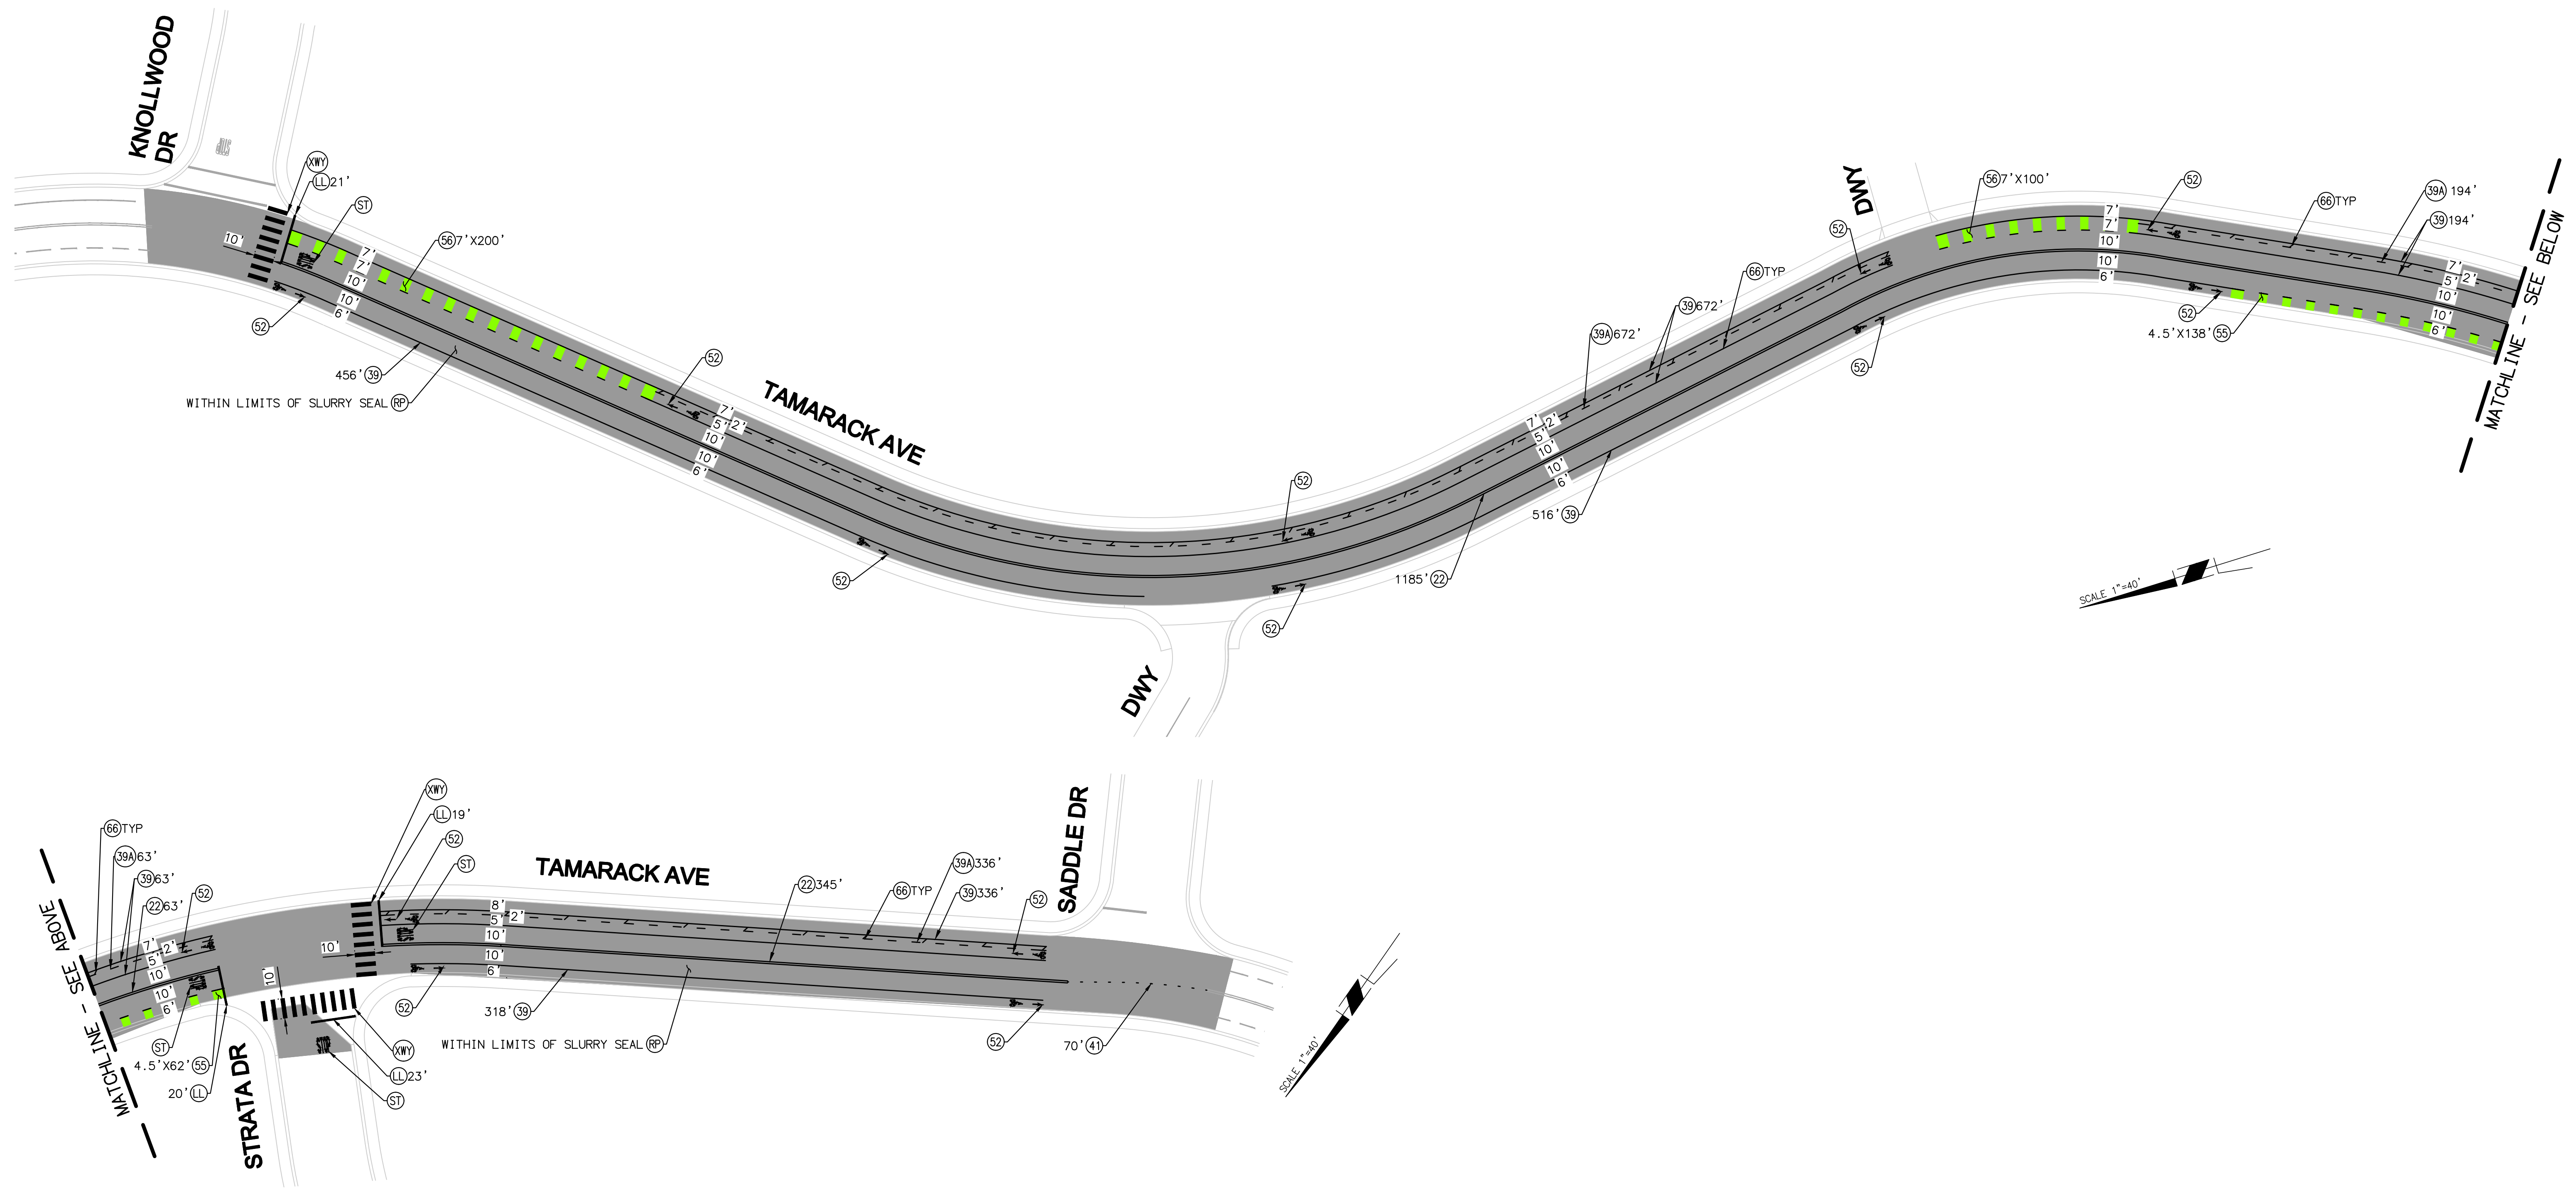 KNOLLWOOD
DR
XWY
LL 21'
ST
56 7'X200'
10'
7'
7'
10'
10'
6'
52
456' 39
WITHIN LIMITS OF SLURRY SEAL RP
52
TAMARACK AVE
7'
5' 2'
10'
10'
6'
52
52
52
DWY
1185' 22
516' 39
7'
5' 2'
10'
10'
6'
39A 672'
39 672'
66 TYP
52
52
DWY
56 7'X100'
7'
7'
10'
10'
6'
52
66 TYP
39A 194'
39 194'
7'
5' 2'
10'
10'
6'
52
4.5'X138' 55
MATCHLINE - SEE BELOW
SCALE 1"=40'
MATCHLINE - SEE ABOVE
66 TYP
39A 63'
39 63'
22 63'
52
7' 2'
5'
10'
10'
6'
ST
4.5'X62' 55
20' LL
STRATA DR
10'
10'
XWY
LL 19'
52
ST
TAMARACK AVE
8'
5' 2'
10'
10'
6'
52
318' 39
WITHIN LIMITS OF SLURRY SEAL RP
XWY
LL 23'
ST
STOP
22 345'
66 TYP
39A 336'
39 336'
52
SADDLE DR
52
70' 41
SCALE 1"=40'